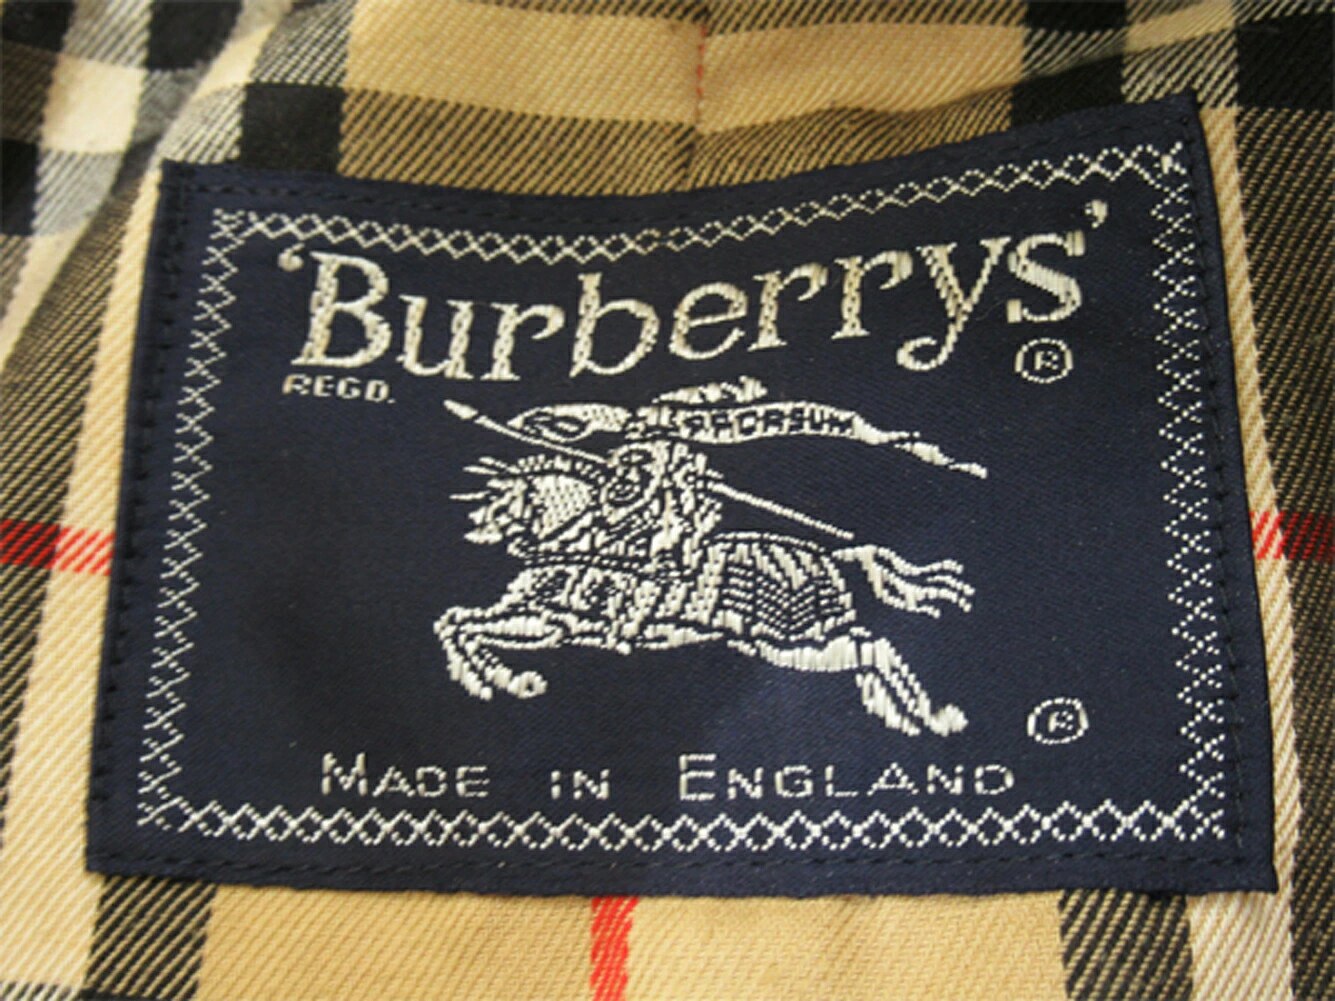 'Burberrys'
REGD. ®
PRORSUM
®
MADE IN ENGLAND